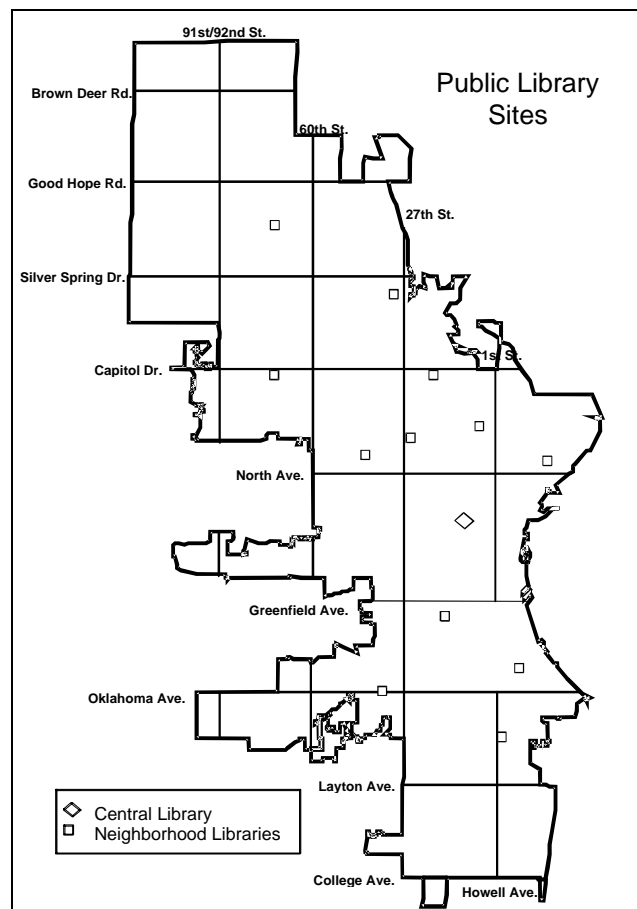 91st/92nd St.
Public Library
Sites
Brown Deer Rd.
60th St.
Good Hope Rd.
27th St.
Silver Spring Dr.
1st. St.
Capitol Dr.
North Ave.
Greenfield Ave.
Oklahoma Ave.
Layton Ave.
Central Library
Neighborhood Libraries
College Ave.
Howell Ave.